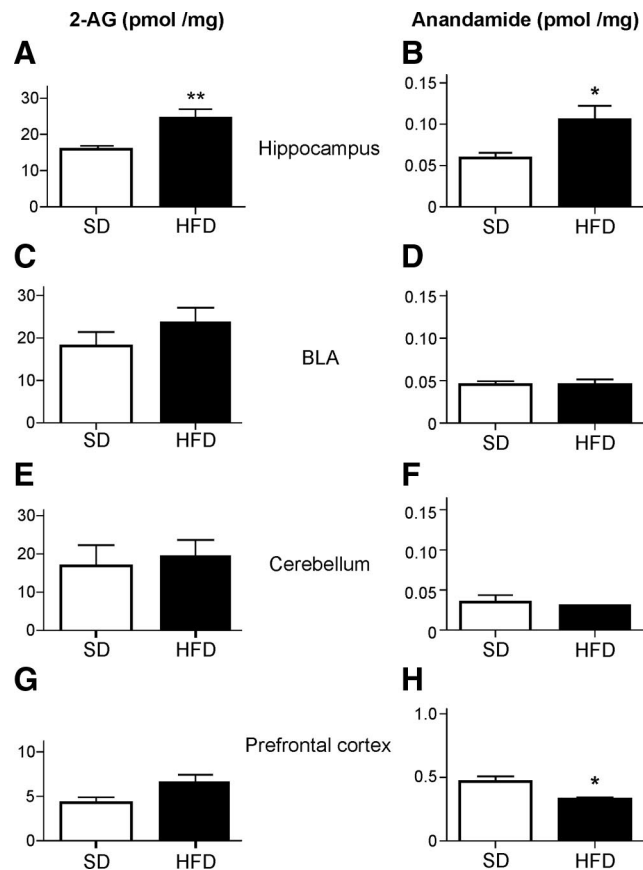 2-AG (pmol /mg) Anandamide (pmol /mg)
A B
30 ** 0.15 *
20 0.10
Hippocampus
10 0.05
0 0
SD HFD SD HFD
C D
30 0.15
20 0.10
BLA
10 0.05
0 0
SD HFD SD HFD
E F
30 0.15
20 0.10
Cerebellum
10 0.05
0 0
SD HFD SD HFD
G H
Prefrontal cortex
10 1.0
5 0.5 *
0 0
SD HFD SD HFD